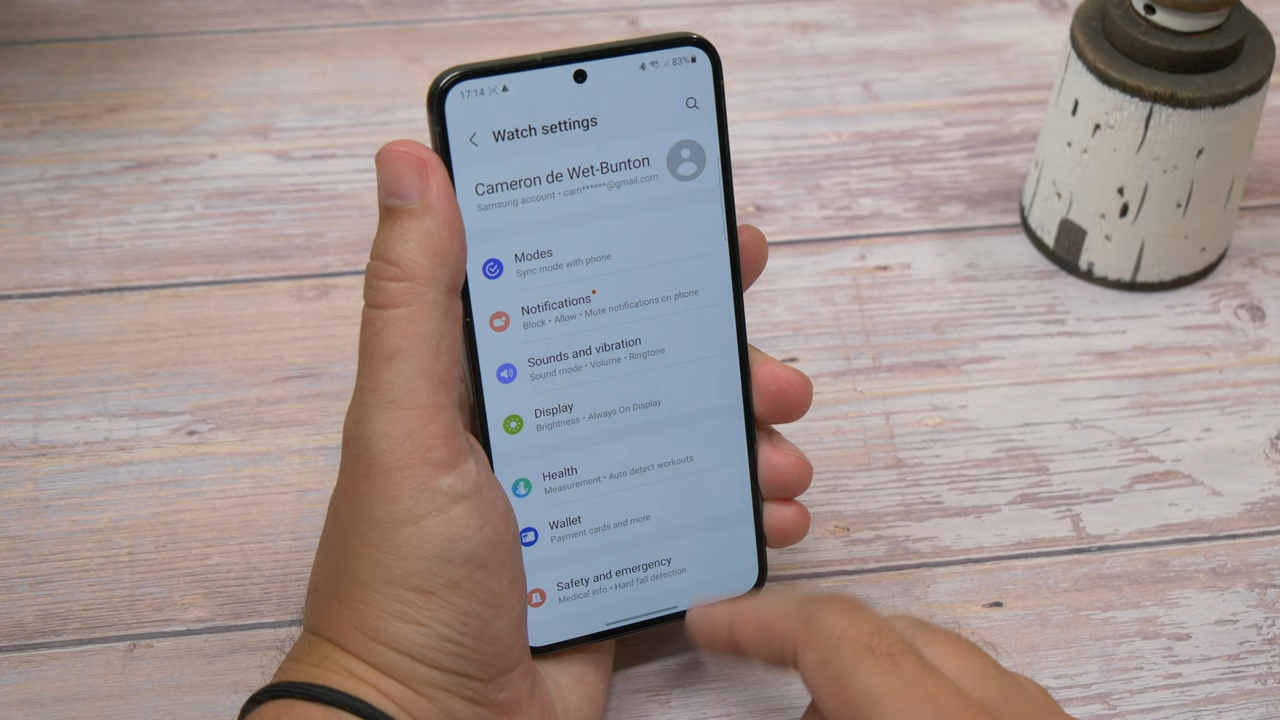 17:14 83%
Watch settings
Cameron de Wet-Bunton
Samsung account • cam******@gmail.com
Modes
Sync mode with phone
Notifications
Block • Allow • Mute notifications on phone
Sounds and vibration
Sound mode • Volume • Ringtone
Display
Brightness • Always On Display
Health
Measurement • Auto detect workouts
Wallet
Payment cards and more
Safety and emergency
Medical info • Hard fall detection